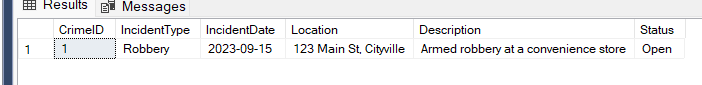 Results Messages
CrimeID IncidentType IncidentDate Location Description Status
1 1 Robbery 2023-09-15 123 Main St, Cityville Armed robbery at a convenience store Open